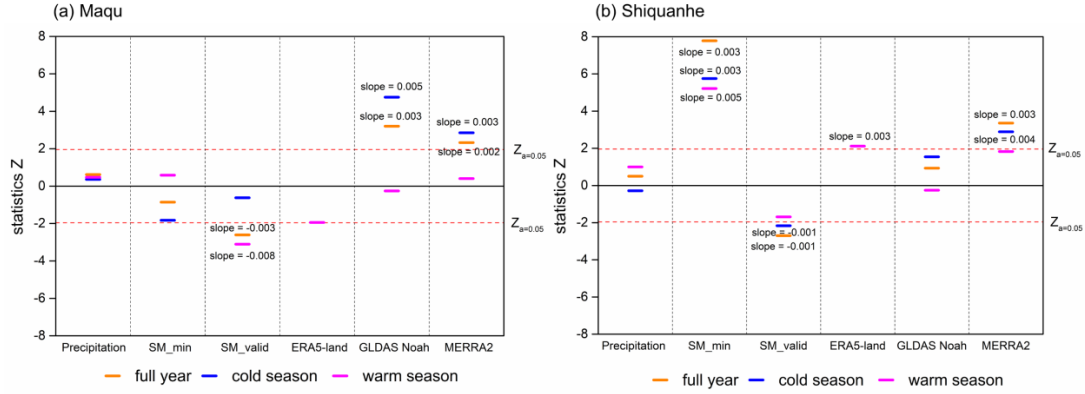 (a) Maqu
statistics Z
8
6
4
2
0
-2
-4
-6
-8
slope = 0.005
slope = 0.003
slope = 0.003
slope = 0.002
slope = -0.003
slope = -0.008
Za=0.05
Za=0.05
Precipitation SM_min SM_valid ERA5-land GLDAS Noah MERRA2
full year cold season warm season
(b) Shiquanhe
statistics Z
8
6
4
2
0
-2
-4
-6
-8
slope = 0.003
slope = 0.003
slope = 0.005
slope = 0.003
slope = 0.003
slope = 0.004
slope = -0.001
slope = -0.001
Za=0.05
Za=0.05
Precipitation SM_min SM_valid ERA5-land GLDAS Noah MERRA2
full year cold season warm season